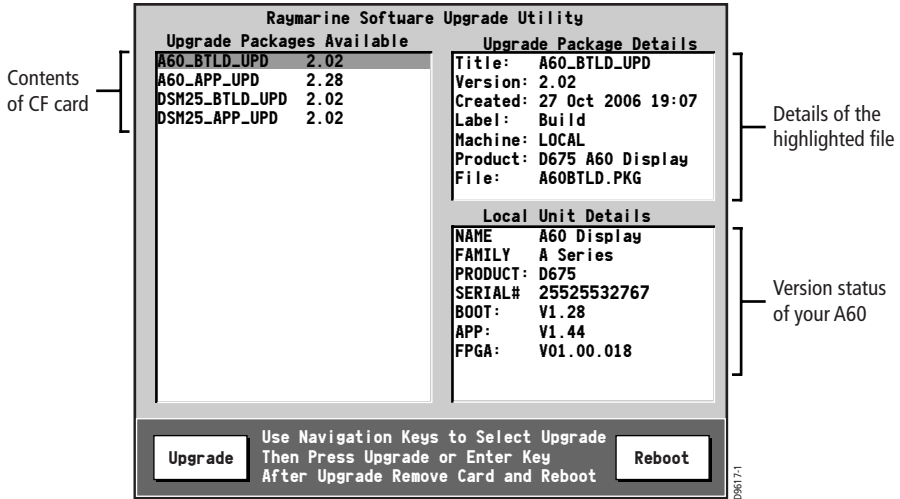 Raymarine Software Upgrade Utility
Upgrade Packages Available
A60_BTLD_UPD 2.02
A60_APP_UPD 2.28
DSM25_BTLD_UPD 2.02
DSM25_APP_UPD 2.02
Contents
of CF card
Upgrade Package Details
Title: A60_BTLD_UPD
Version: 2.02
Created: 27 Oct 2006 19:07
Label: Build
Machine: LOCAL
Product: D675 A60 Display
File: A60BTLD.PKG
Details of the
highlighted file
Local Unit Details
NAME A60 Display
FAMILY A Series
PRODUCT: D675
SERIAL# 25525532767
BOOT: V1.28
APP: V1.44
FPGA: V01.00.018
Version status
of your A60
Upgrade
Use Navigation Keys to Select Upgrade
Then Press Upgrade or Enter Key
After Upgrade Remove Card and Reboot
Reboot
D9617-1